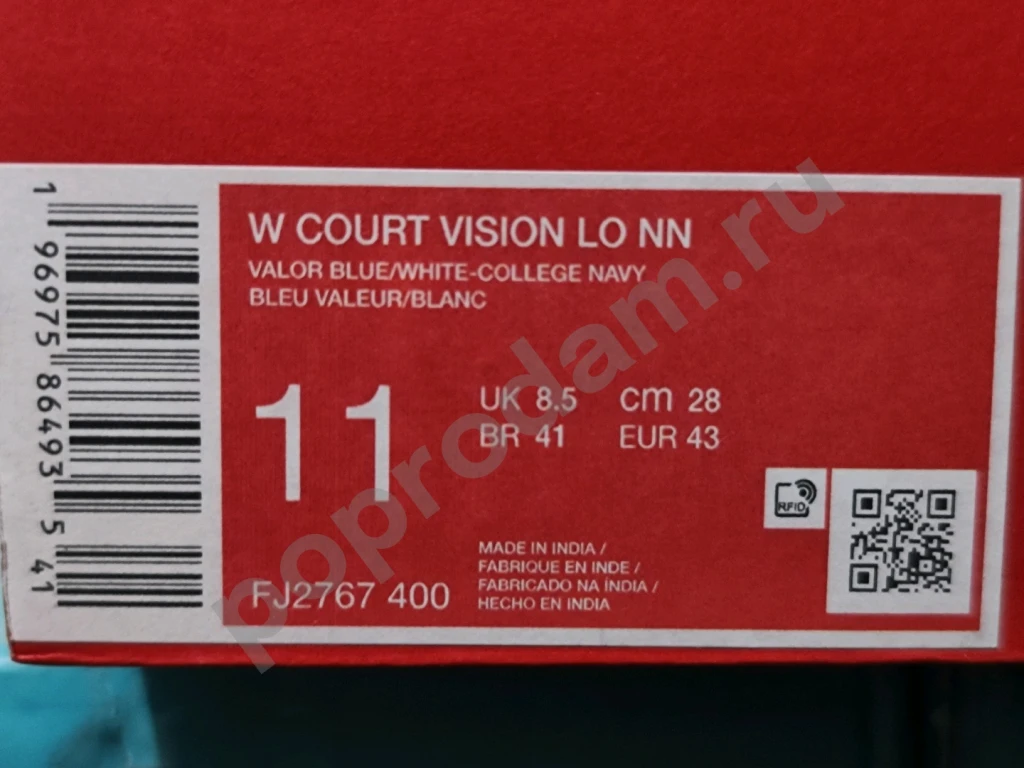 W COURT VISION LO NN
VALOR BLUE/WHITE-COLLEGE NAVY
BLEU VALEUR/BLANC
11
UK 8.5 cm 28
BR 41 EUR 43
RFID
MADE IN INDIA /
FABRIQUE EN INDE /
FABRICADO NA ÍNDIA /
HECHO EN INDIA
FJ2767 400
1 96975 86493 5 41
poprodam.ru